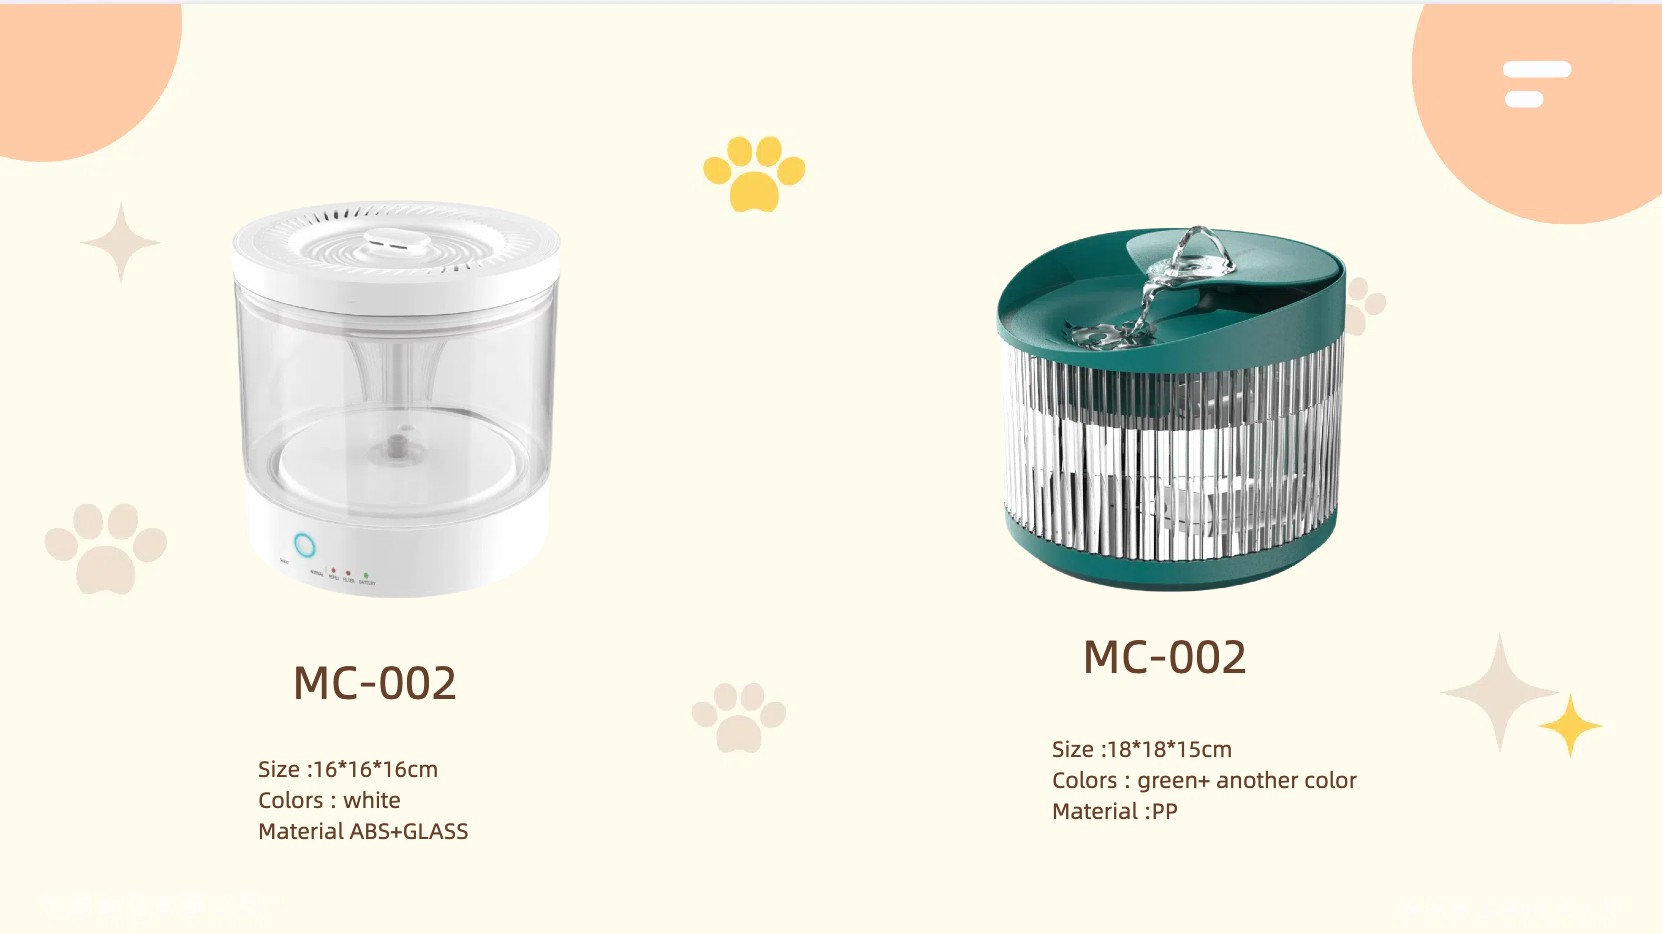 MC-002
Size :16*16*16cm
Colors : white
Material ABS+GLASS
MC-002
Size :18*18*15cm
Colors : green+ another color
Material :PP